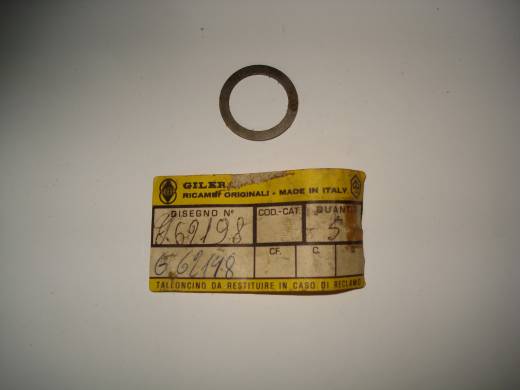 GILER
RICAMBI ORIGINALI - MADE IN ITALY
DISEGNO N° COD.-CAT. QUANT
G.62198 5
G.62198 CF. C.
TALLONCINO DA RESTITUIRE IN CASO DI RECLAMO